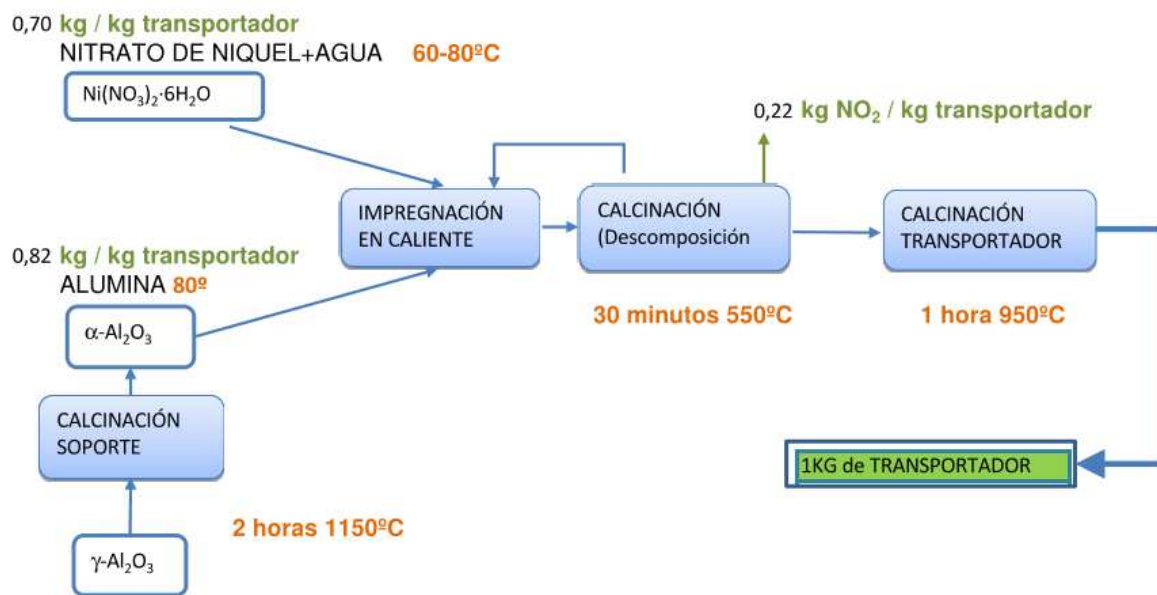 0,70 kg / kg transportador
NITRATO DE NIQUEL+AGUA 60-80ºC
Ni(NO₃)₂·6H₂O
0,22 kg NO₂ / kg transportador
IMPREGNACIÓN
EN CALIENTE
CALCINACIÓN
(Descomposición
CALCINACIÓN
TRANSPORTADOR
0,82 kg / kg transportador
ALUMINA 80º
α-Al₂O₃
30 minutos 550ºC
1 hora 950ºC
CALCINACIÓN
SOPORTE
1KG de TRANSPORTADOR
2 horas 1150ºC
γ-Al₂O₃